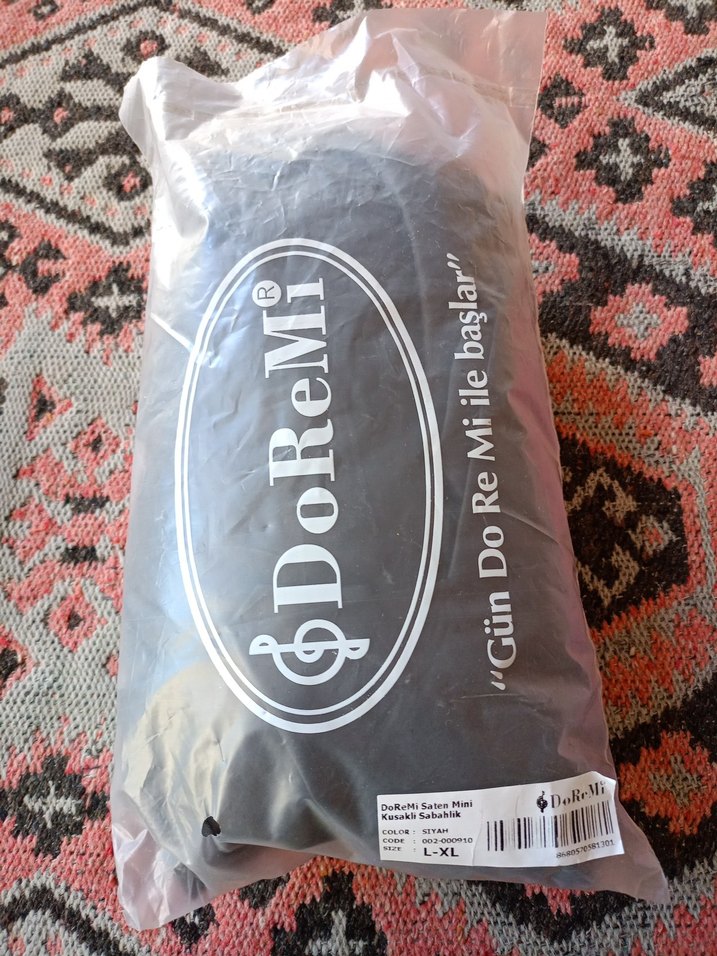 DoReMi®
"Gün Do Re Mi ile başlar"
DoReMi Saten Mini
Kusakli Sabahlik
COLOR : SIYAH
CODE : 002-000910
SIZE : L-XL
DoReMi
8680570581301